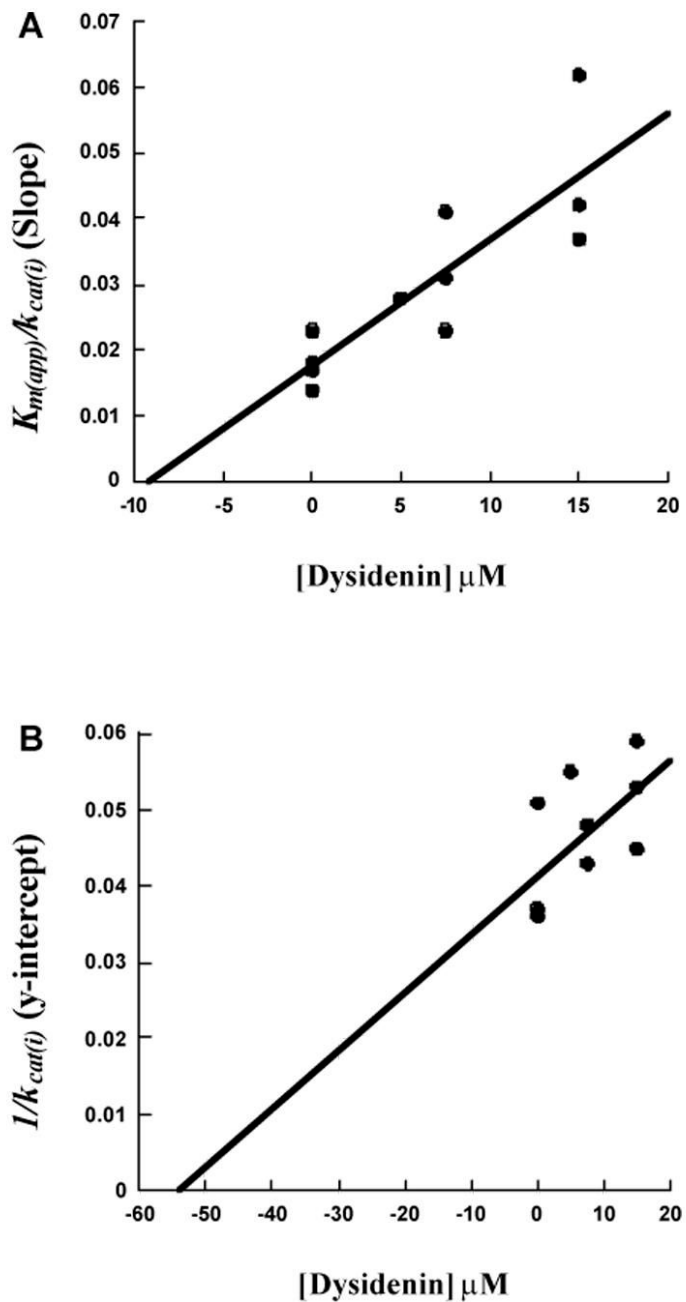 A
0.07
0.06
0.05
0.04
0.03
0.02
0.01
0
Km(app)/kcat(i) (Slope)
-10 -5 0 5 10 15 20
[Dysidenin] μM
B
0.06
0.05
0.04
0.03
0.02
0.01
0
1/kcat(i) (y-intercept)
-60 -50 -40 -30 -20 -10 0 10 20
[Dysidenin] μM